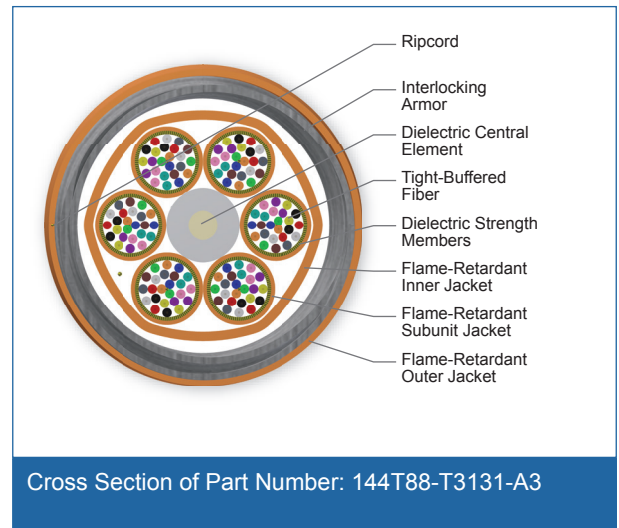 Ripcord
Interlocking
Armor
Dielectric Central
Element
Tight-Buffered
Fiber
Dielectric Strength
Members
Flame-Retardant
Inner Jacket
Flame-Retardant
Subunit Jacket
Flame-Retardant
Outer Jacket
Cross Section of Part Number: 144T88-T3131-A3